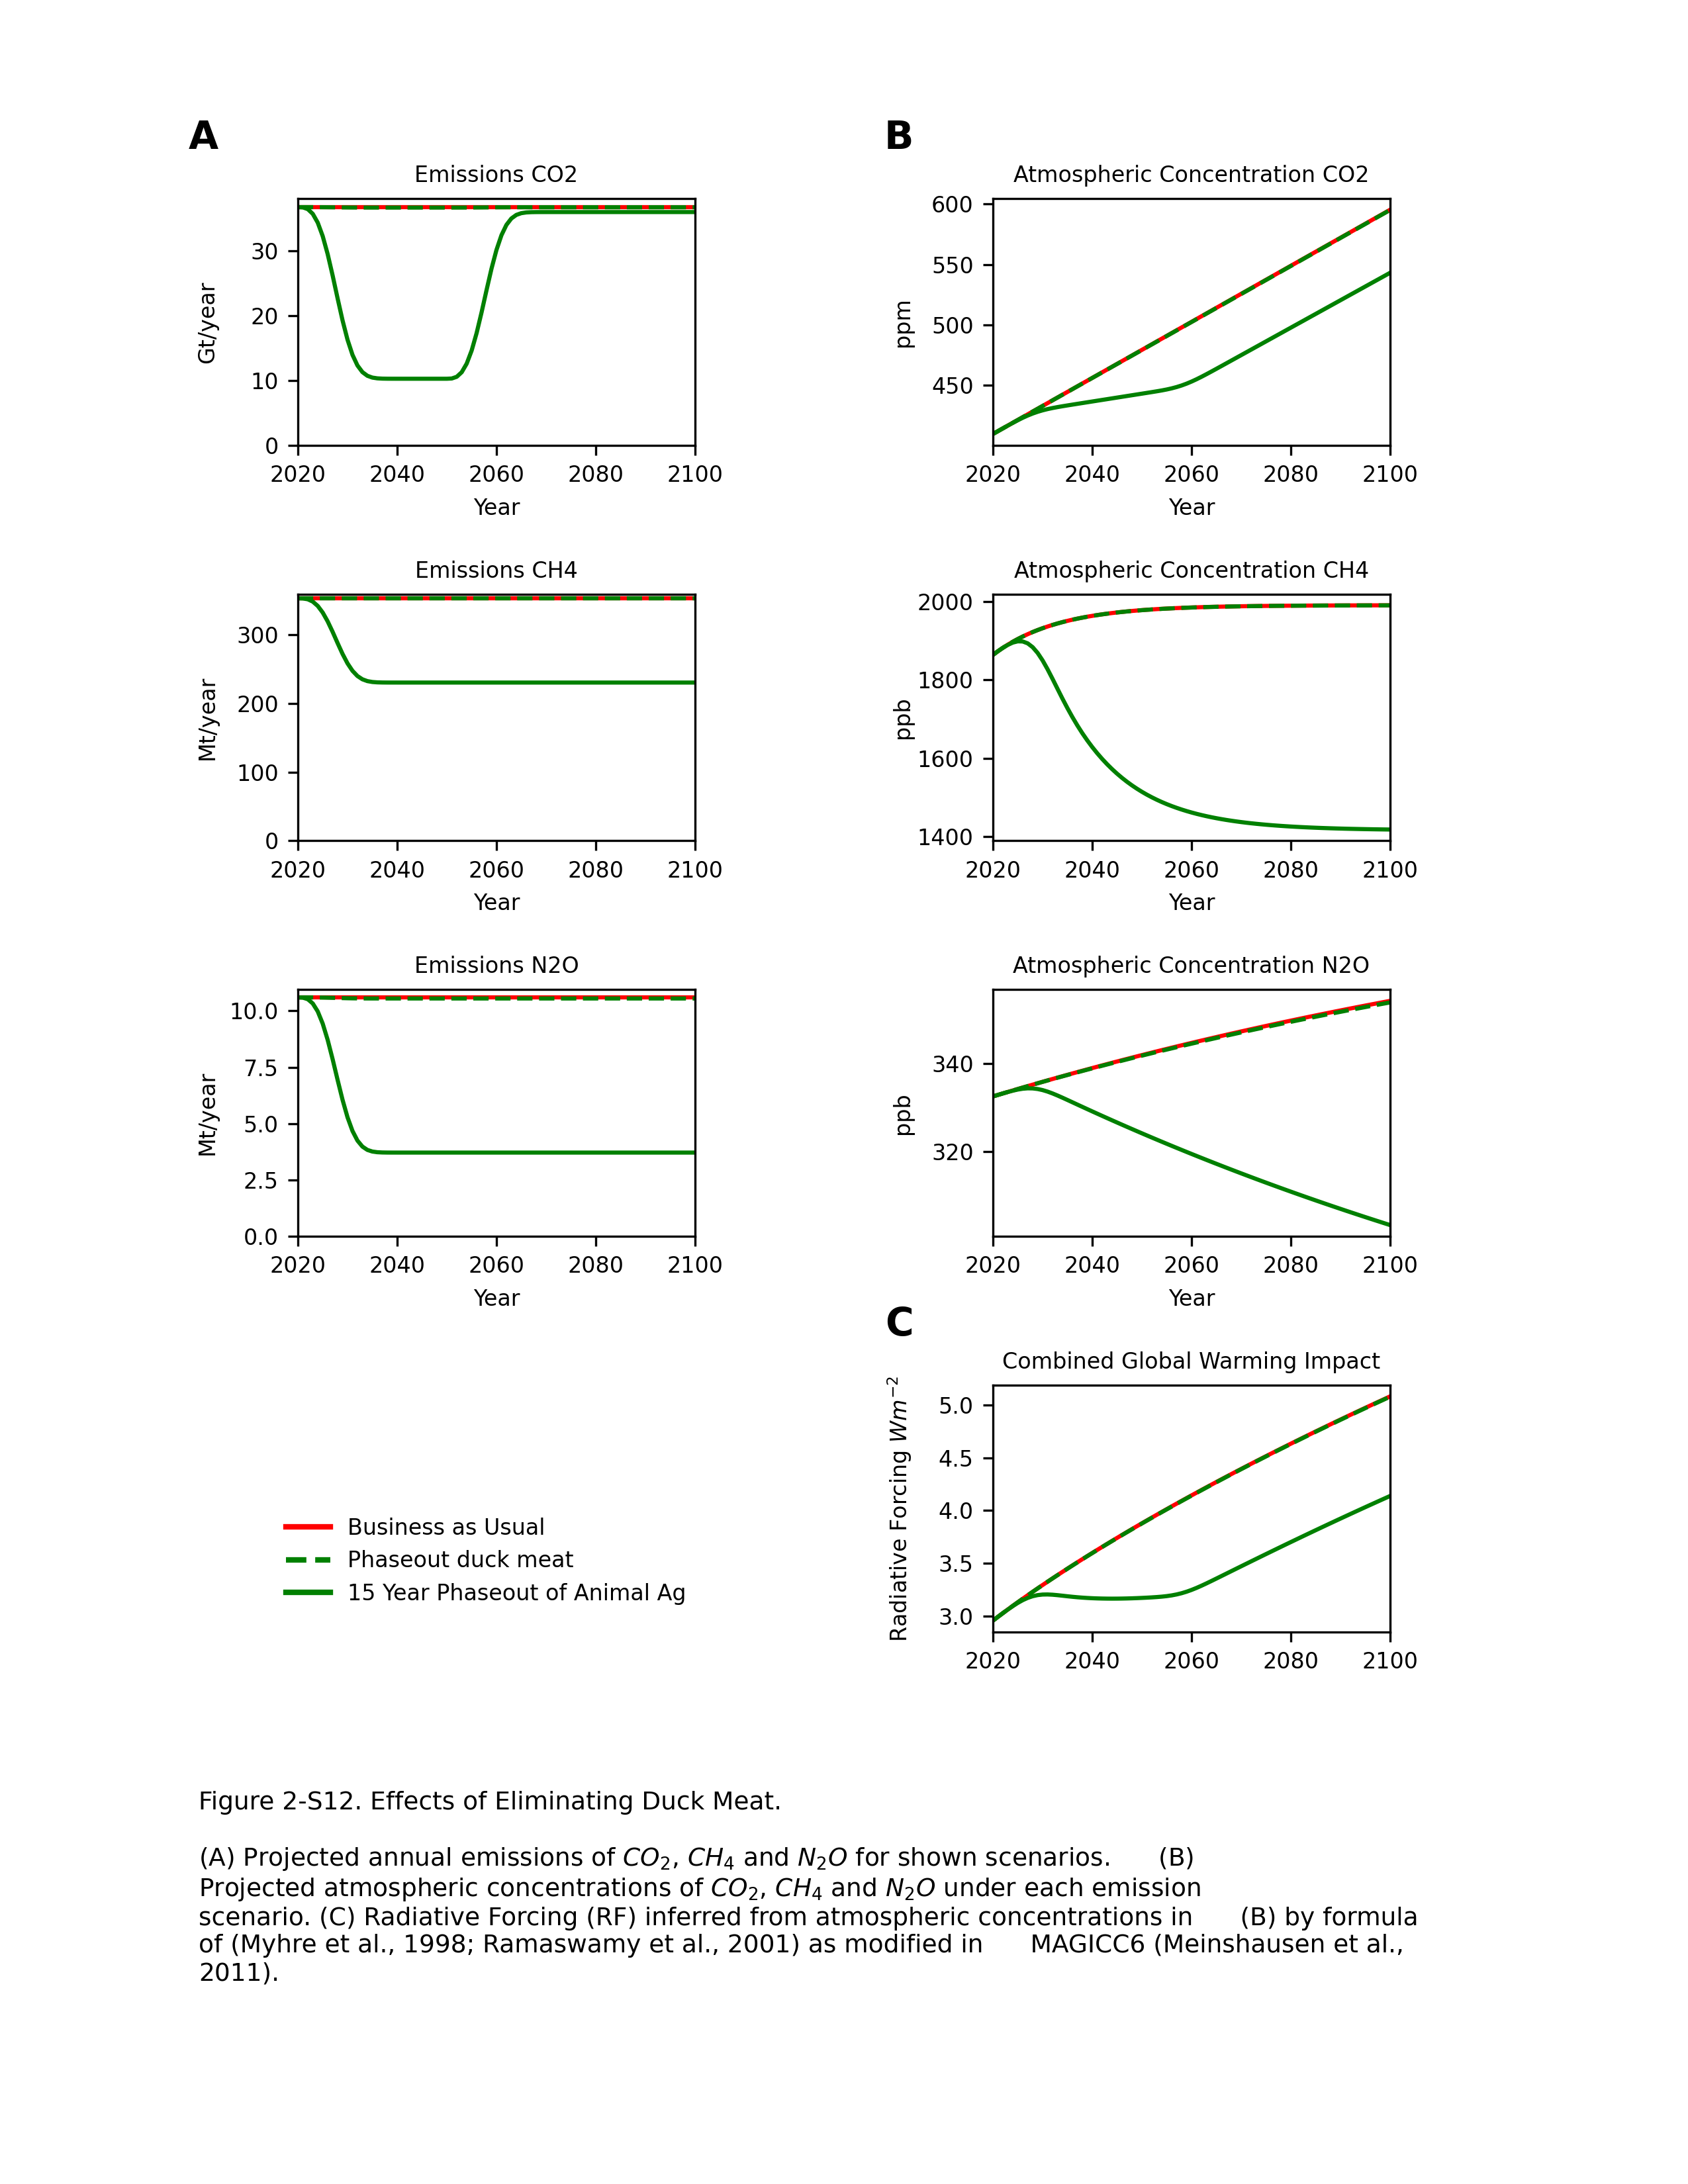 A
Emissions CO2
Gt/year
30
20
10
0
2020 2040 2060 2080 2100
Year
Emissions CH4
Mt/year
300
200
100
0
2020 2040 2060 2080 2100
Year
Emissions N2O
Mt/year
10.0
7.5
5.0
2.5
0.0
2020 2040 2060 2080 2100
Year
B
Atmospheric Concentration CO2
ppm
600
550
500
450
2020 2040 2060 2080 2100
Year
Atmospheric Concentration CH4
ppb
2000
1800
1600
1400
2020 2040 2060 2080 2100
Year
Atmospheric Concentration N2O
ppb
340
320
2020 2040 2060 2080 2100
Year
C
Combined Global Warming Impact
Radiative Forcing Wm⁻²
5.0
4.5
4.0
3.5
3.0
2020 2040 2060 2080 2100
Business as Usual
Phaseout duck meat
15 Year Phaseout of Animal Ag
Figure 2-S12. Effects of Eliminating Duck Meat.
(A) Projected annual emissions of CO₂, CH₄ and N₂O for shown scenarios. (B)
Projected atmospheric concentrations of CO₂, CH₄ and N₂O under each emission
scenario. (C) Radiative Forcing (RF) inferred from atmospheric concentrations in (B) by formula
of (Myhre et al., 1998; Ramaswamy et al., 2001) as modified in MAGICC6 (Meinshausen et al.,
2011).